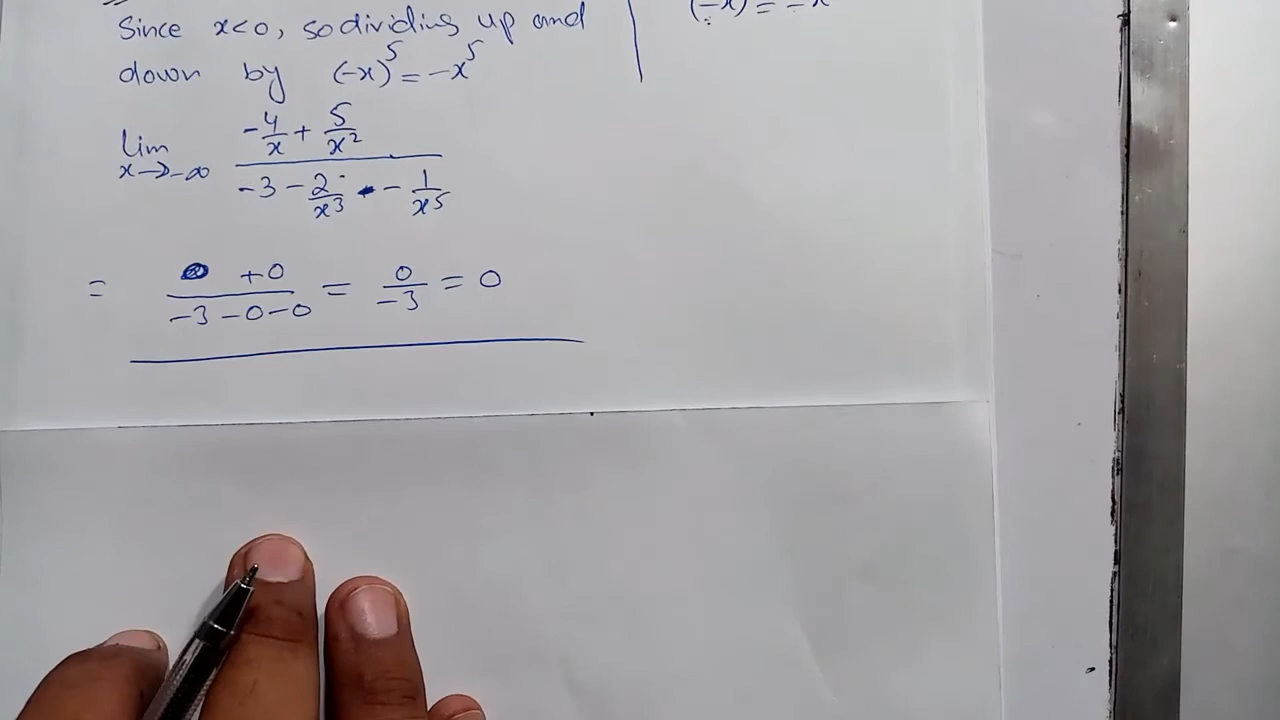 Since x<0, so dividing up and
down by (-x)^5 = -x^5
lim x→-∞ (-4/x + 5/x^2) / (-3 - 2/x^3 - 1/x^5)
= (0 + 0) / (-3 - 0 - 0) = 0/-3 = 0